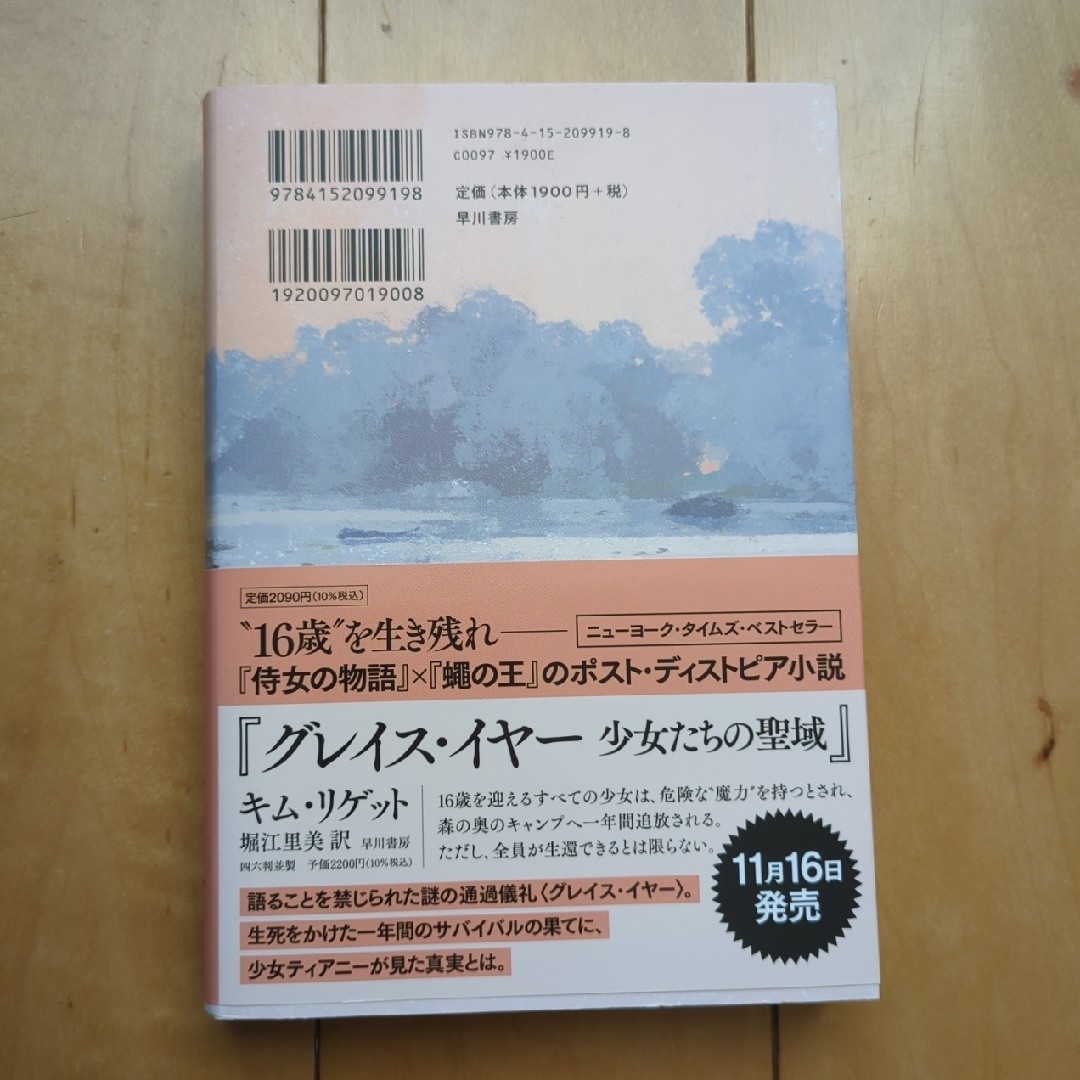 ISBN978-4-15-209919-8
C0097 ¥1900E
9784152099198
定価(本体1900円+税)
早川書房
1920097019008
定価2090円(10%税込)
〝16歳〟を生き残れ――
ニューヨーク・タイムズ・ベストセラー
『侍女の物語』×『蠅の王』のポスト・ディストピア小説
『グレイス・イヤー 少女たちの聖域』
キム・リゲット
堀江里美 訳 早川書房
四六判並製 予価2200円(10%税込)
16歳を迎えるすべての少女は、危険な〝魔力〟を持つとされ、
森の奥のキャンプへ一年間追放される。
ただし、全員が生還できるとは限らない。
11月16日
発売
語ることを禁じられた謎の通過儀礼〈グレイス・イヤー〉。
生死をかけた一年間のサバイバルの果てに、
少女ティアニーが見た真実とは。